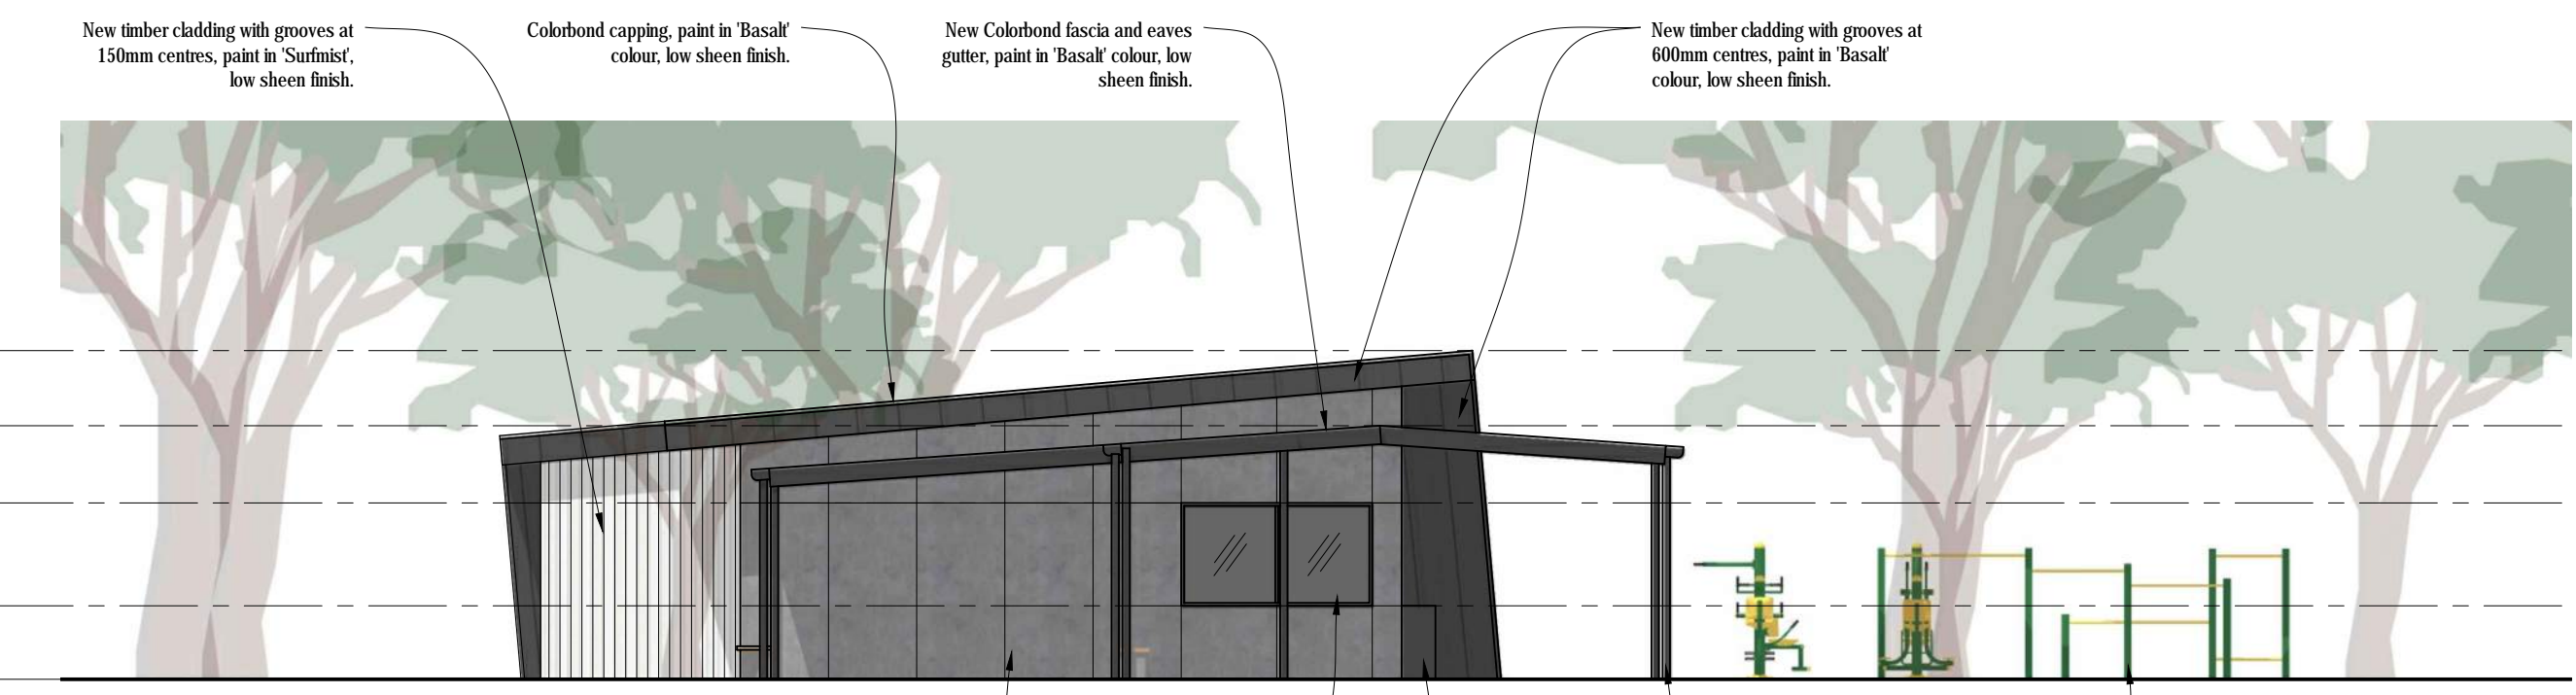 New timber cladding with grooves at
150mm centres, paint in 'Surfmist',
low sheen finish.
Colorbond capping, paint in 'Basalt'
colour, low sheen finish.
New Colorbond fascia and eaves
gutter, paint in 'Basalt' colour, low
sheen finish.
New timber cladding with grooves at
600mm centres, paint in 'Basalt'
colour, low sheen finish.